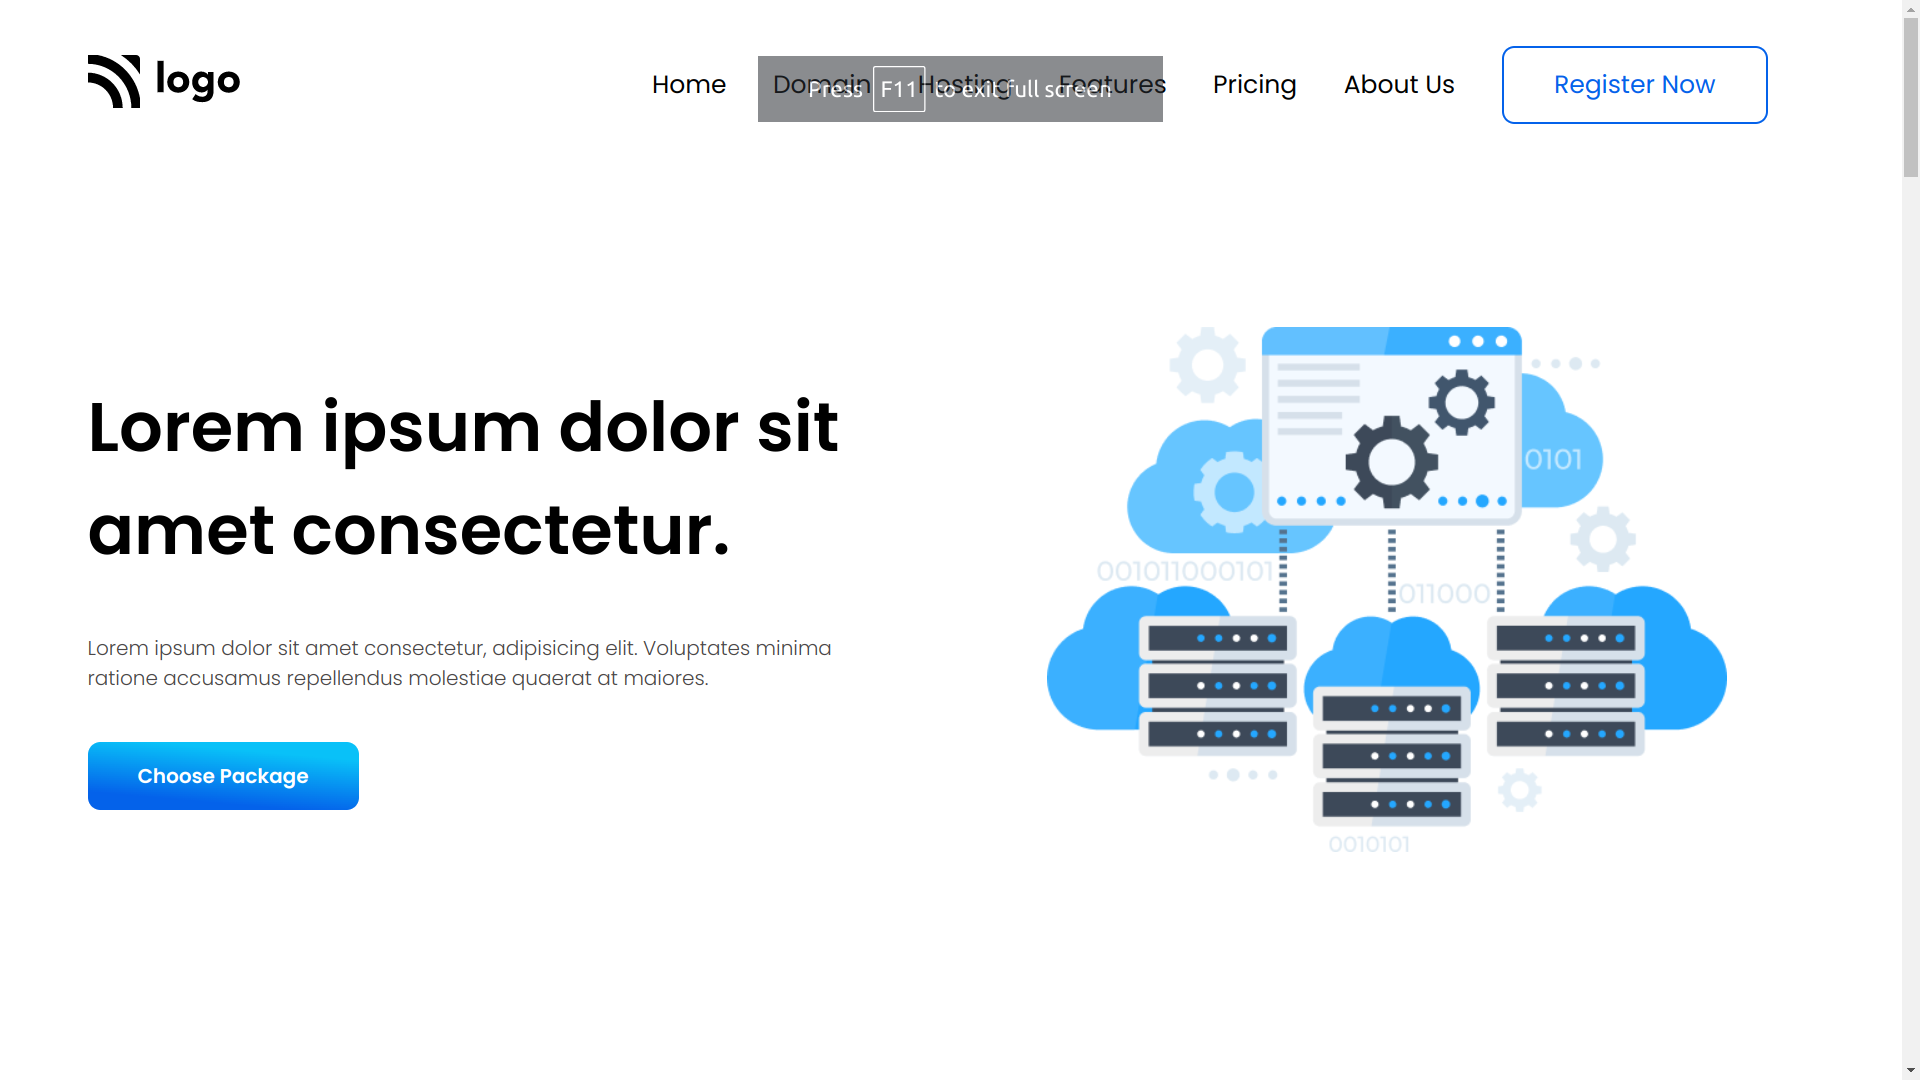 logo
Home Domain Hosting Features Pricing About Us Register Now
Press F11 to exit full screen
Lorem ipsum dolor sit
amet consectetur.
Lorem ipsum dolor sit amet consectetur, adipisicing elit. Voluptates minima
ratione accusamus repellendus molestiae quaerat at maiores.
Choose Package
0101
001011000101
011000
0010101